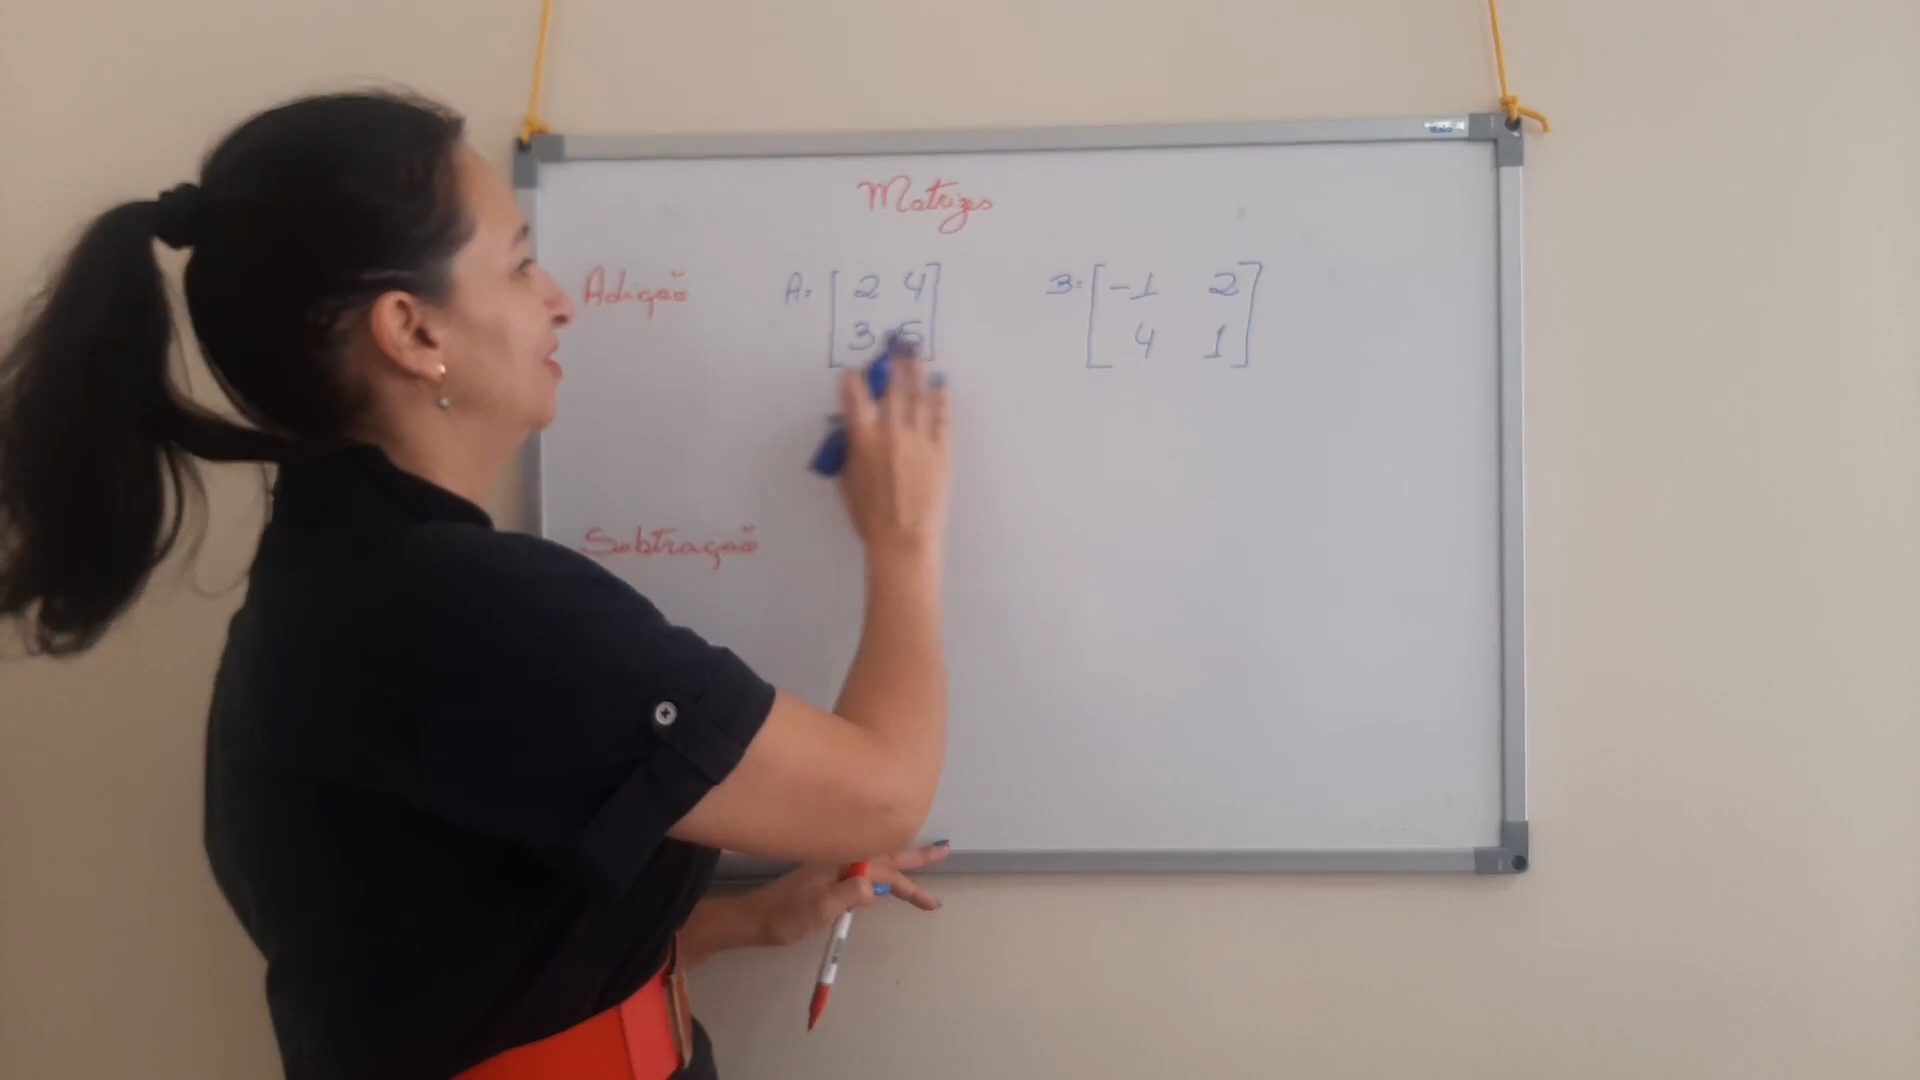 Matrizes
Adição A= [ 2 4 B= [ -1 2 ]
3 5 ] 4 1 ]
Subtração